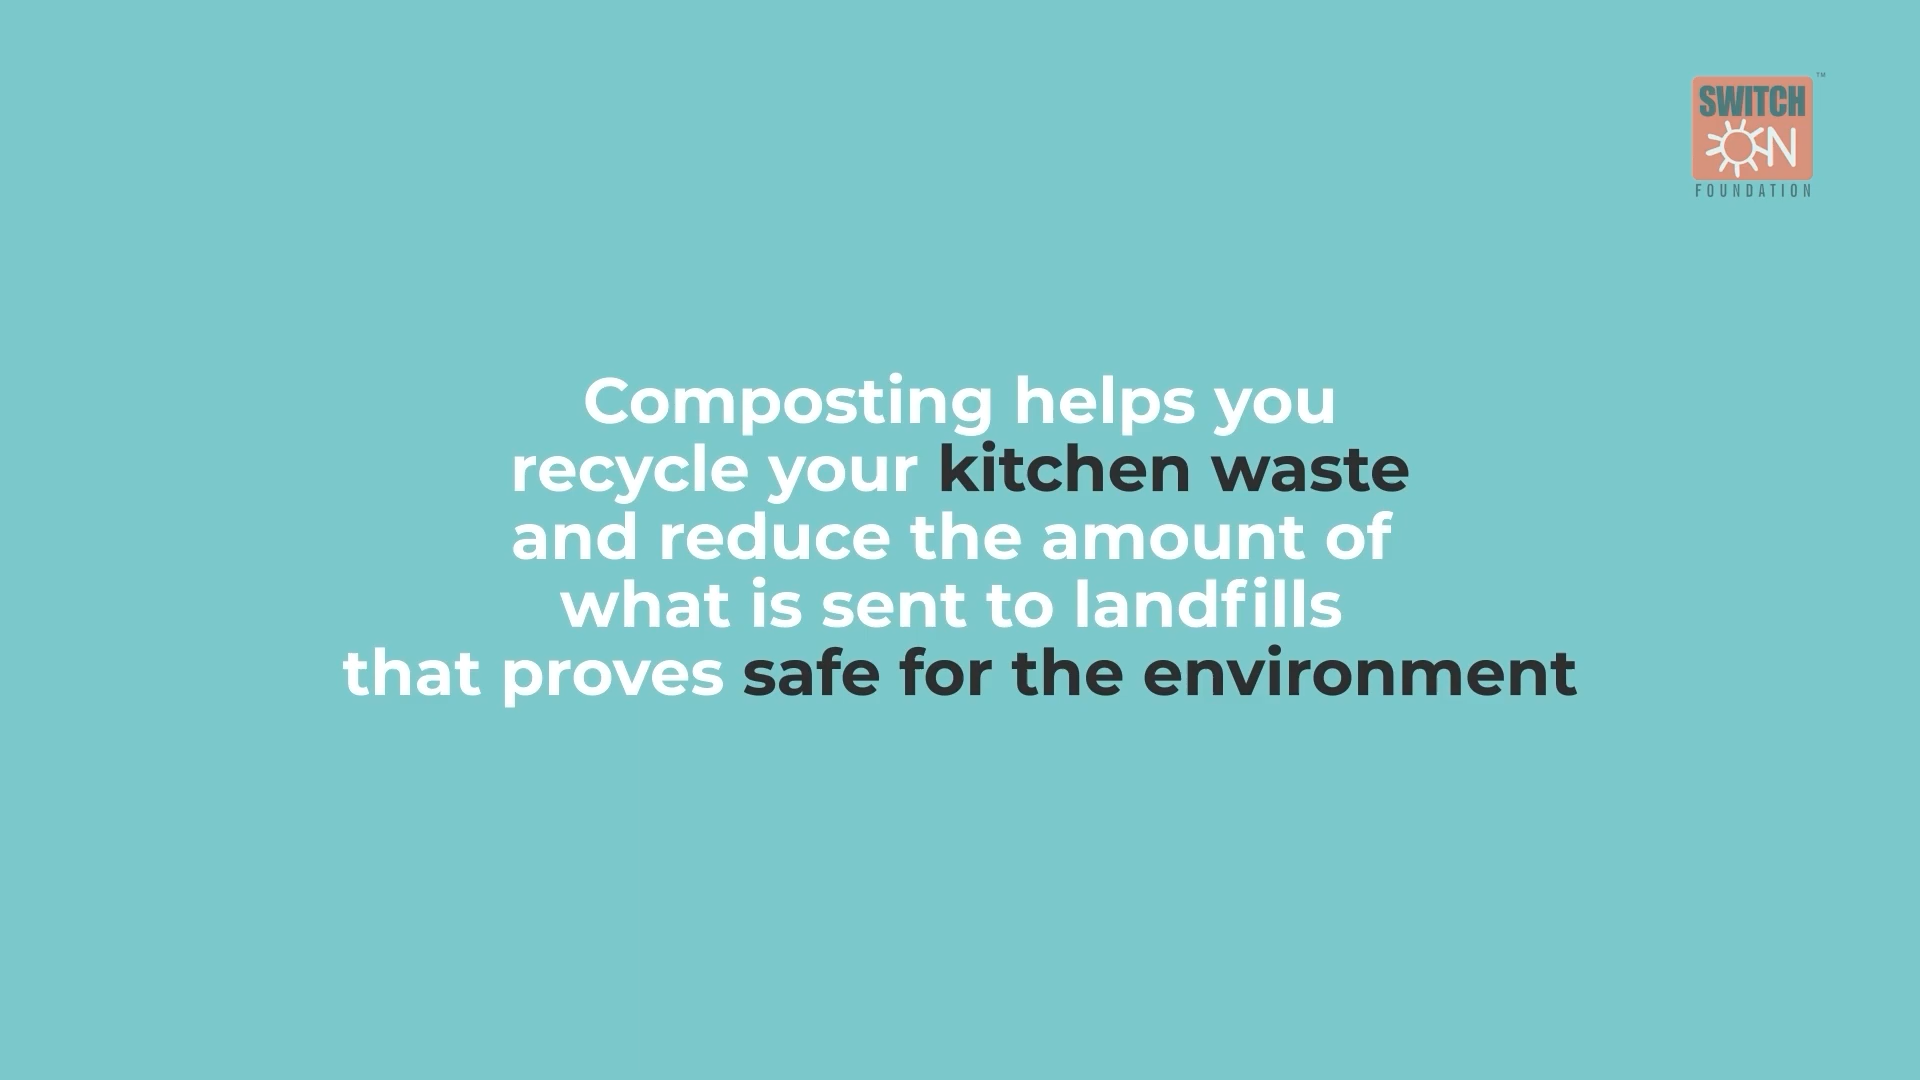 SWITCH
ON
FOUNDATION
TM
Composting helps you
recycle your kitchen waste
and reduce the amount of
what is sent to landfills
that proves safe for the environment